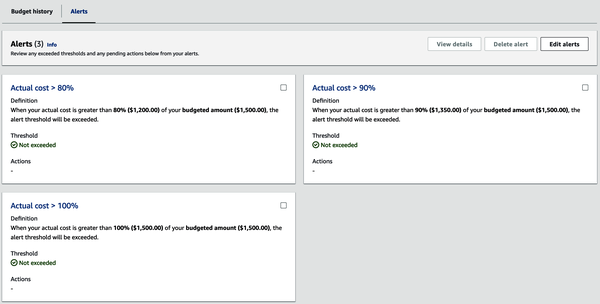 Budget history Alerts
Alerts (3) Info
Review any exceeded thresholds and any pending actions below from your alerts.
View details Delete alert Edit alerts
Actual cost > 80%
Definition
When your actual cost is greater than 80% ($1,200.00) of your budgeted amount ($1,500.00), the
alert threshold will be exceeded.
Threshold
Not exceeded
Actions
-
Actual cost > 90%
Definition
When your actual cost is greater than 90% ($1,350.00) of your budgeted amount ($1,500.00), the
alert threshold will be exceeded.
Threshold
Not exceeded
Actions
-
Actual cost > 100%
Definition
When your actual cost is greater than 100% ($1,500.00) of your budgeted amount ($1,500.00), the
alert threshold will be exceeded.
Threshold
Not exceeded
Actions
-